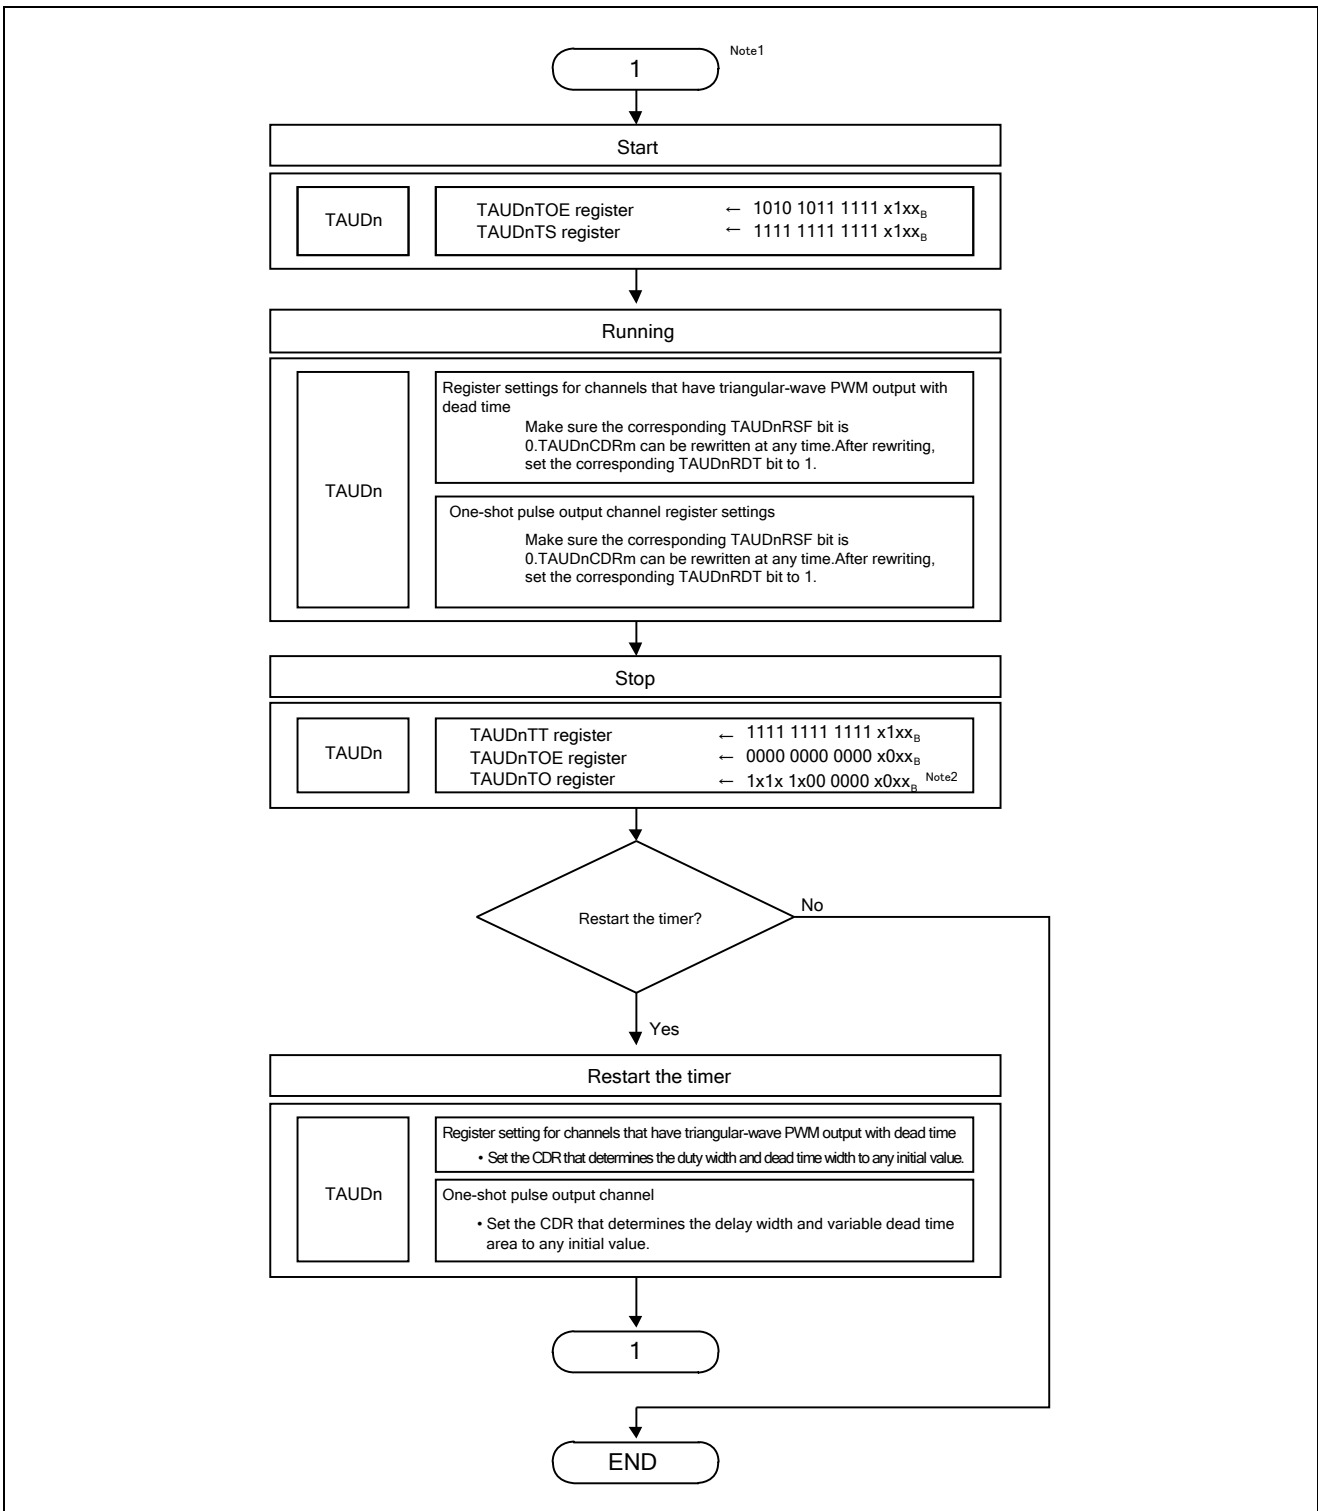 1
Note1
Start
TAUDn
TAUDnTOE register ← 1010 1011 1111 x1xxB
TAUDnTS register ← 1111 1111 1111 x1xxB
Running
TAUDn
Register settings for channels that have triangular-wave PWM output with
dead time
Make sure the corresponding TAUDnRSF bit is
0.TAUDnCDRm can be rewritten at any time.After rewriting,
set the corresponding TAUDnRDT bit to 1.
One-shot pulse output channel register settings
Make sure the corresponding TAUDnRSF bit is
0.TAUDnCDRm can be rewritten at any time.After rewriting,
set the corresponding TAUDnRDT bit to 1.
Stop
TAUDn
TAUDnTT register ← 1111 1111 1111 x1xxB
TAUDnTOE register ← 0000 0000 0000 x0xxB
TAUDnTO register ← 1x1x 1x00 0000 x0xxB Note2
Restart the timer?
No
Yes
Restart the timer
TAUDn
Register setting for channels that have triangular-wave PWM output with dead time
• Set the CDR that determines the duty width and dead time width to any initial value.
One-shot pulse output channel
• Set the CDR that determines the delay width and variable dead time
area to any initial value.
1
END